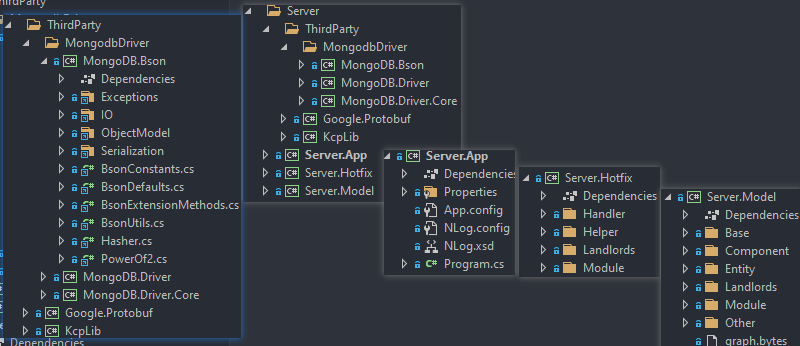 ThirdParty
MongodbDriver
MongoDB.Bson
Dependencies
Exceptions
IO
ObjectModel
Serialization
BsonConstants.cs
BsonDefaults.cs
BsonExtensionMethods.cs
BsonUtils.cs
Hasher.cs
PowerOf2.cs
MongoDB.Driver
MongoDB.Driver.Core
Google.Protobuf
KcpLib
Dependencies
Server
ThirdParty
MongodbDriver
MongoDB.Bson
MongoDB.Driver
MongoDB.Driver.Core
Google.Protobuf
KcpLib
Server.App
Server.Hotfix
Server.Model
Server.App
Dependencies
Properties
App.config
NLog.config
NLog.xsd
Program.cs
Server.Hotfix
Dependencies
Handler
Helper
Landlords
Module
Server.Model
Dependencies
Base
Component
Entity
Landlords
Module
Other
graph.bytes